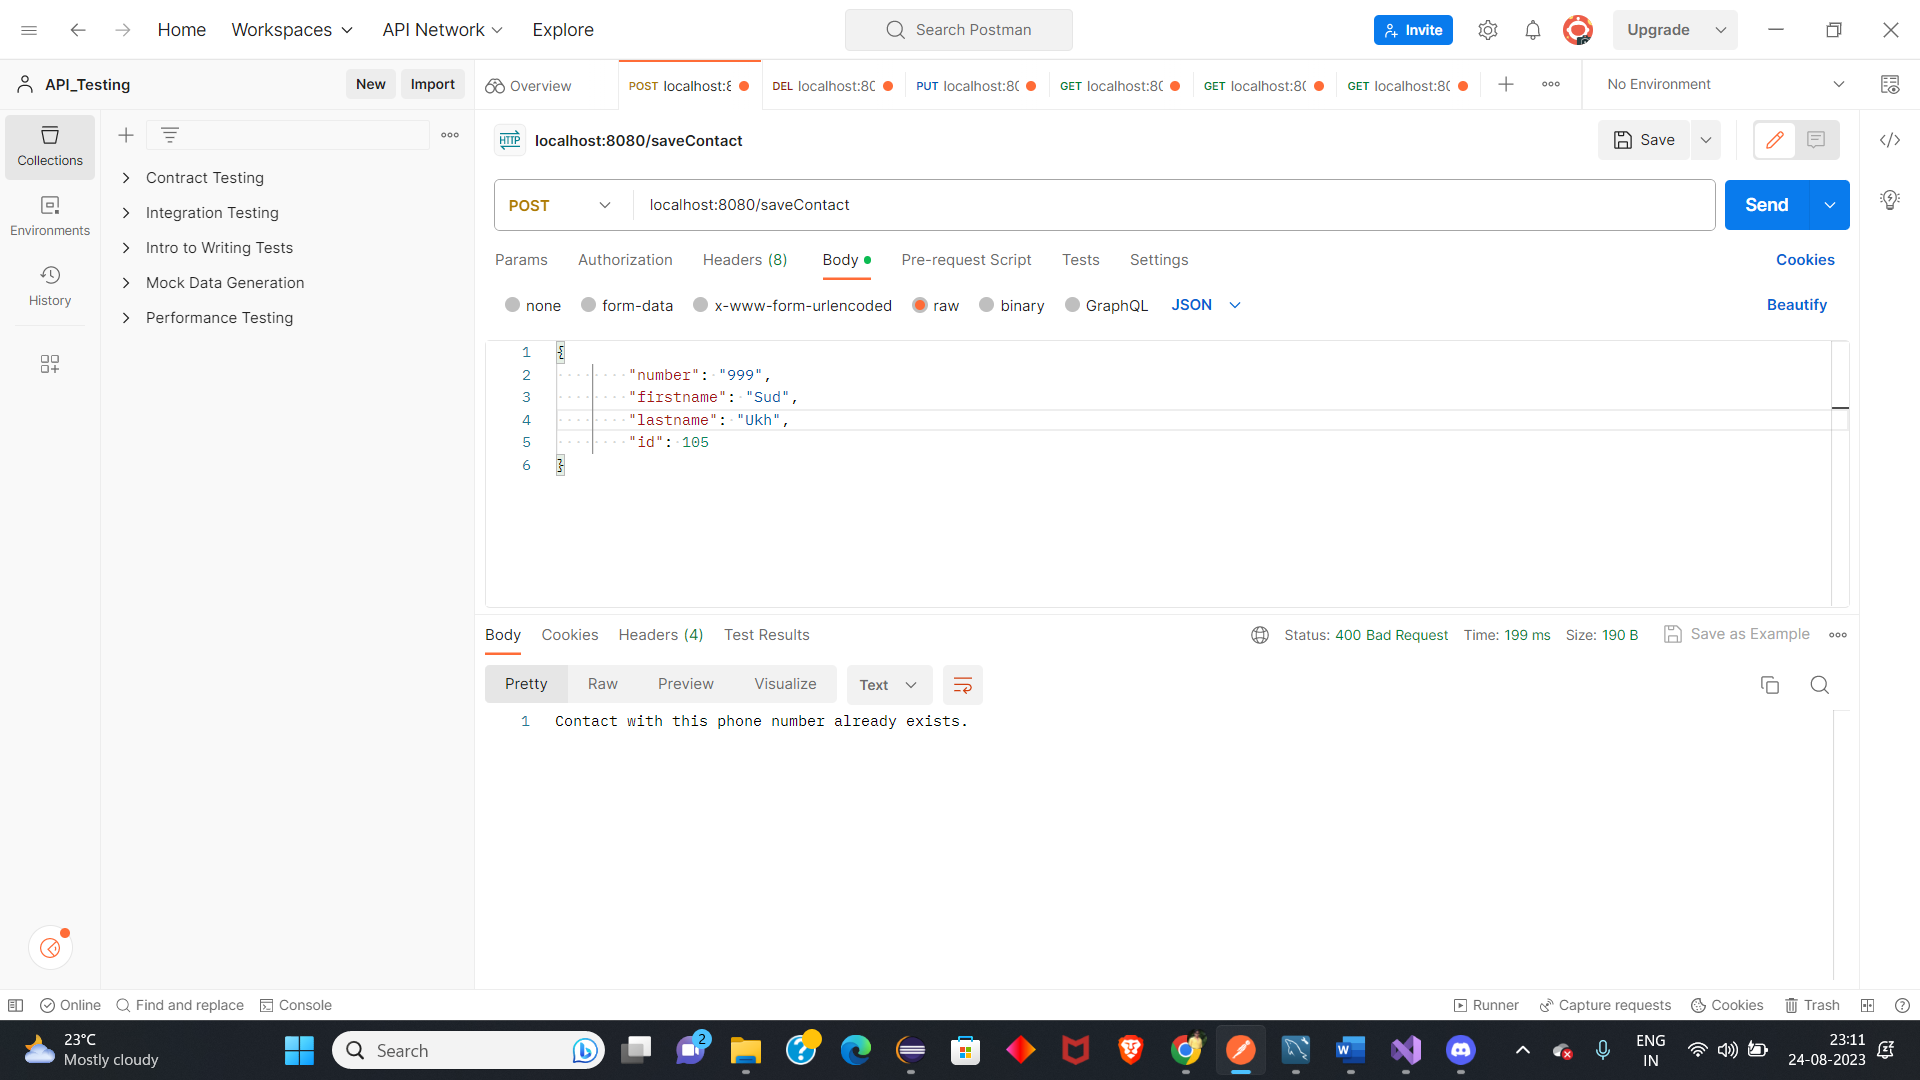 Home Workspaces API Network Explore Search Postman Invite Upgrade
API_Testing New Import Overview POST localhost:8 DEL localhost:80 PUT localhost:80 GET localhost:80 GET localhost:80 GET localhost:80 No Environment
Collections
Environments
History
Contract Testing
Integration Testing
Intro to Writing Tests
Mock Data Generation
Performance Testing
HTTP localhost:8080/saveContact Save
POST localhost:8080/saveContact Send
Params Authorization Headers (8) Body Pre-request Script Tests Settings Cookies
none form-data x-www-form-urlencoded raw binary GraphQL JSON Beautify
1 {
2 "number": "999",
3 "firstname": "Sud",
4 "lastname": "Ukh",
5 "id": 105
6 }
Body Cookies Headers (4) Test Results Status: 400 Bad Request Time: 199 ms Size: 190 B Save as Example
Pretty Raw Preview Visualize Text
1 Contact with this phone number already exists.
Online Find and replace Console Runner Capture requests Cookies Trash
23°C
Mostly cloudy
Search
2
ENG
IN
23:11
24-08-2023